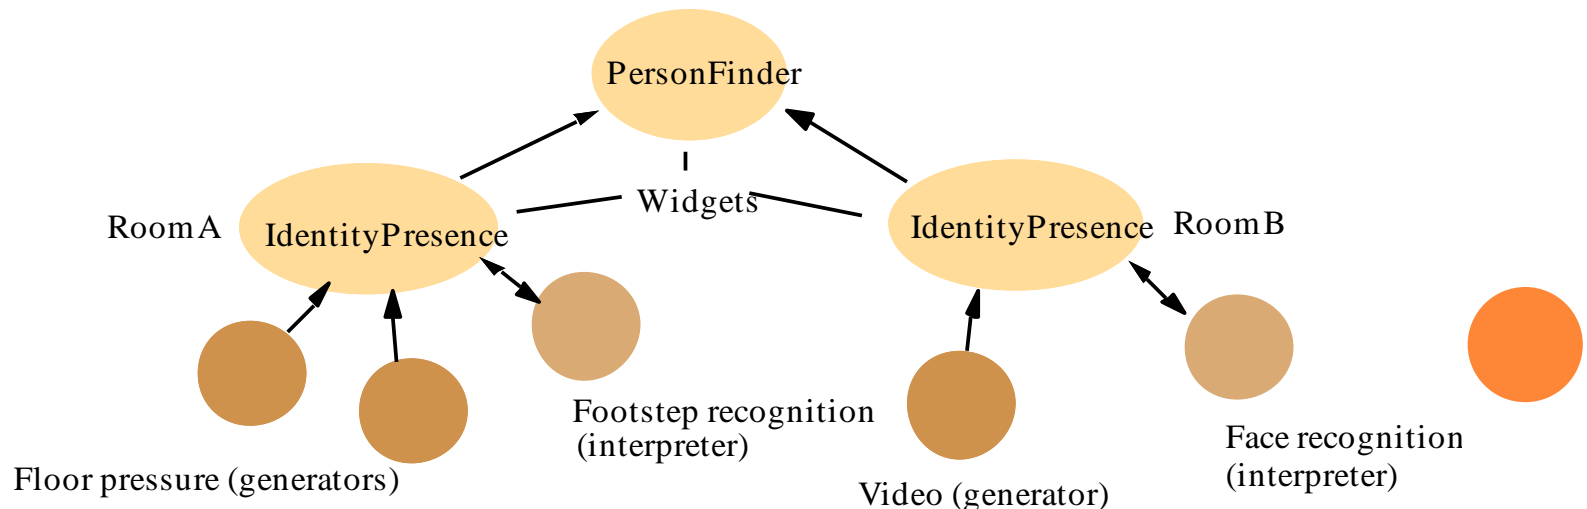 PersonFinder
Widgets
RoomA
IdentityPresence
IdentityPresence
RoomB
Footstep recognition
(interpreter)
Face recognition
(interpreter)
Floor pressure (generators)
Video (generator)